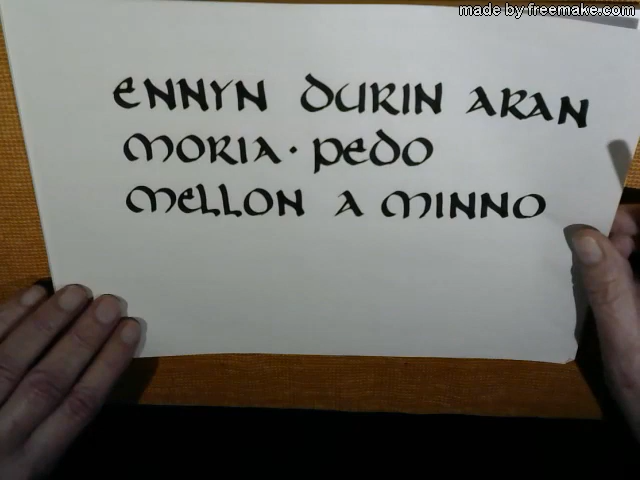 made by freemake.com
ENNYN DURIN ARAN
MORIA · PEDO
MELLON A MINNO